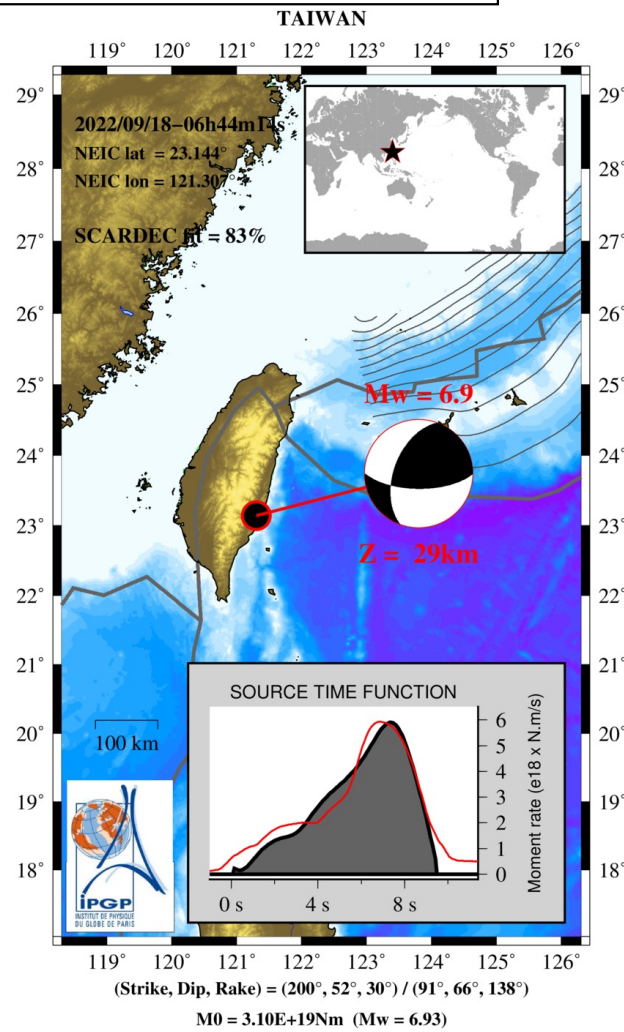 TAIWAN
119° 120° 121° 122° 123° 124° 125° 126°
29°
28°
27°
26°
25°
24°
23°
22°
21°
20°
19°
18°
29°
28°
27°
26°
25°
24°
23°
22°
21°
20°
19°
18°
2022/09/18−06h44m14s
NEIC lat = 23.144°
NEIC lon = 121.307°
SCARDEC fit = 83%
Mw = 6.9
Z = 29km
100 km
SOURCE TIME FUNCTION
6
5
4
3
2
1
0
Moment rate (e18 x N.m/s)
0 s 4 s 8 s
iPGP
INSTITUT DE PHYSIQUE
DU GLOBE DE PARIS
119° 120° 121° 122° 123° 124° 125° 126°
(Strike, Dip, Rake) = (200°, 52°, 30°) / (91°, 66°, 138°)
M0 = 3.10E+19Nm (Mw = 6.93)